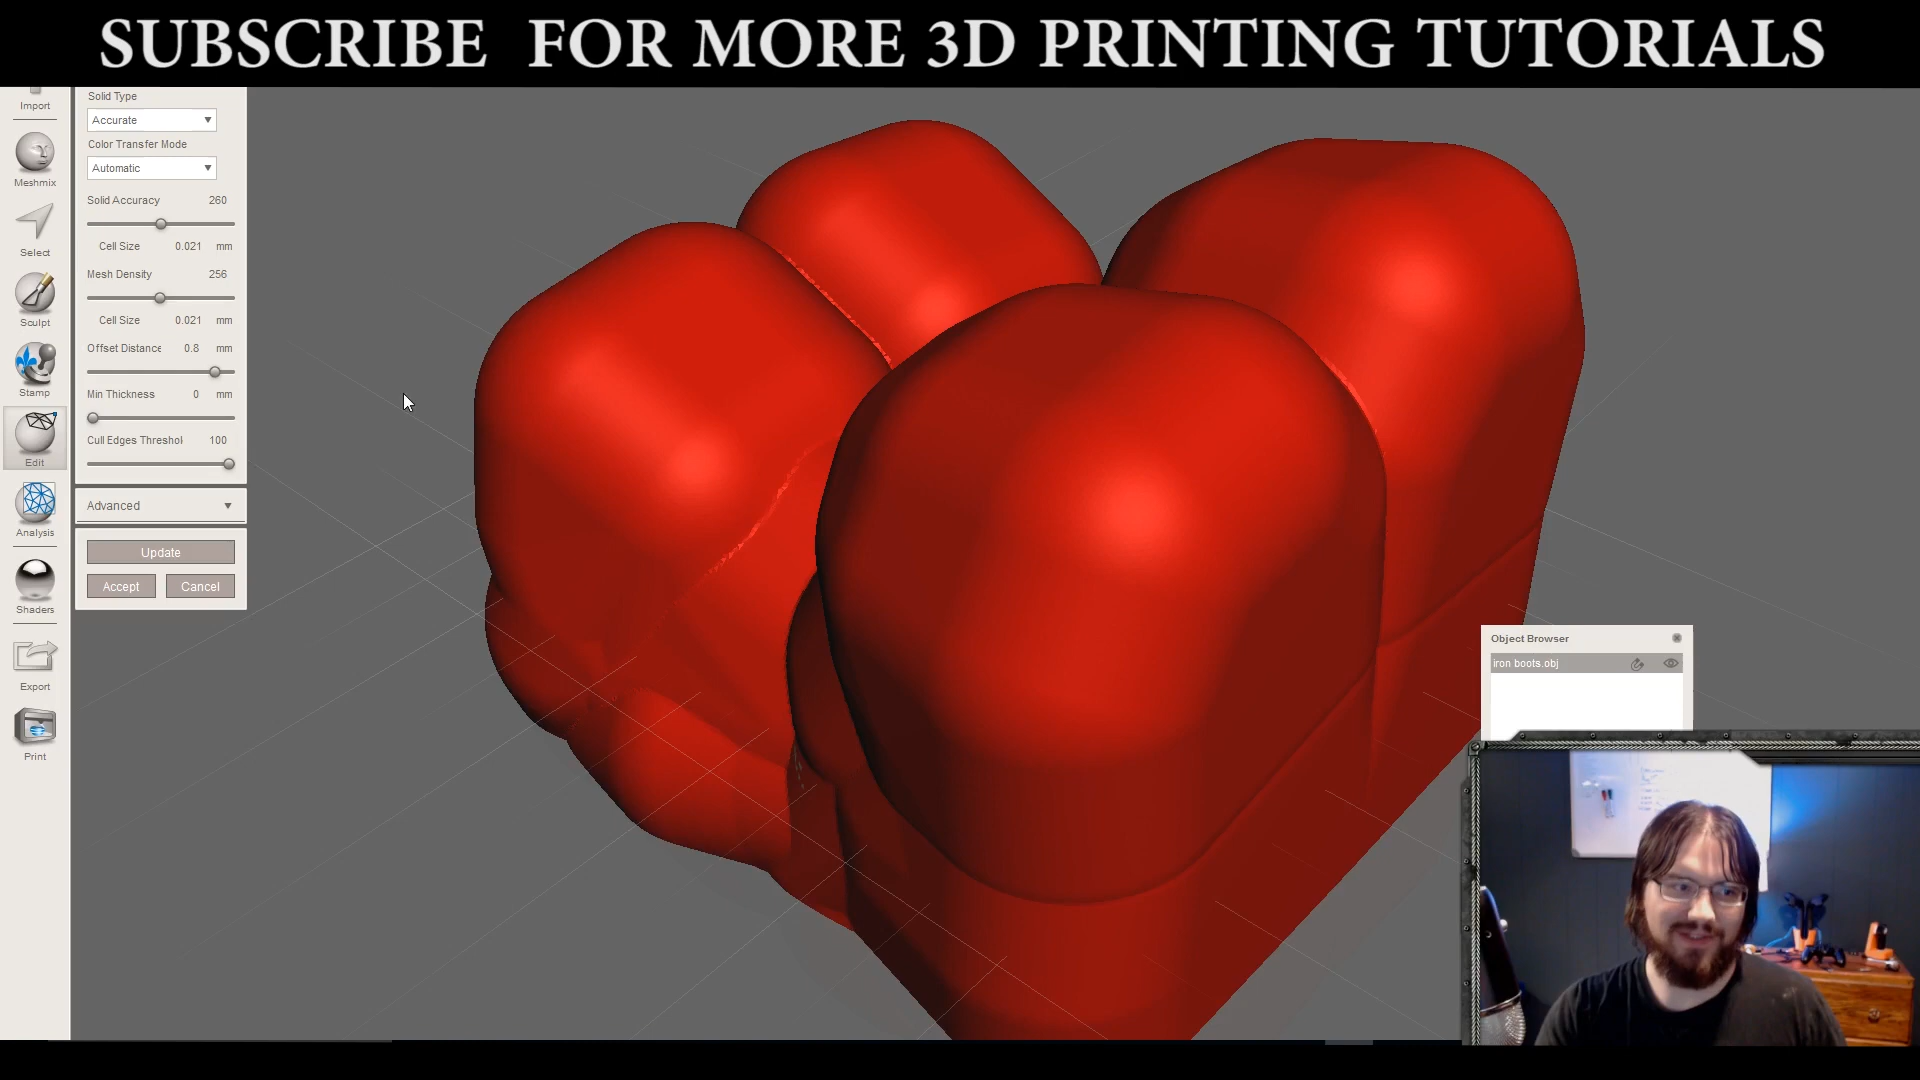 SUBSCRIBE FOR MORE 3D PRINTING TUTORIALS
Import
Meshmix
Select
Sculpt
Stamp
Edit
Analysis
Shaders
Export
Print
Solid Type
Accurate
Color Transfer Mode
Automatic
Solid Accuracy 260
Cell Size 0.021 mm
Mesh Density 256
Cell Size 0.021 mm
Offset Distance 0.8 mm
Min Thickness 0 mm
Cull Edges Threshol 100
Advanced
Update
Accept Cancel
Object Browser
iron boots.obj